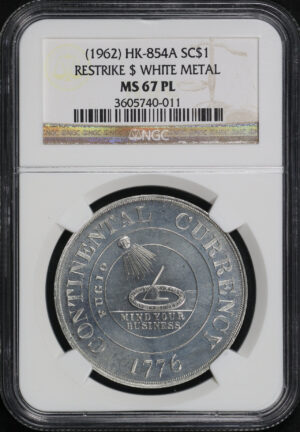 (1962) HK-854A SC$1
RESTRIKE $ WHITE METAL
MS 67 PL
3605740-011
NGC
CONTINENTAL CURRENCY
FUGIO
MIND YOUR
BUSINESS
1776